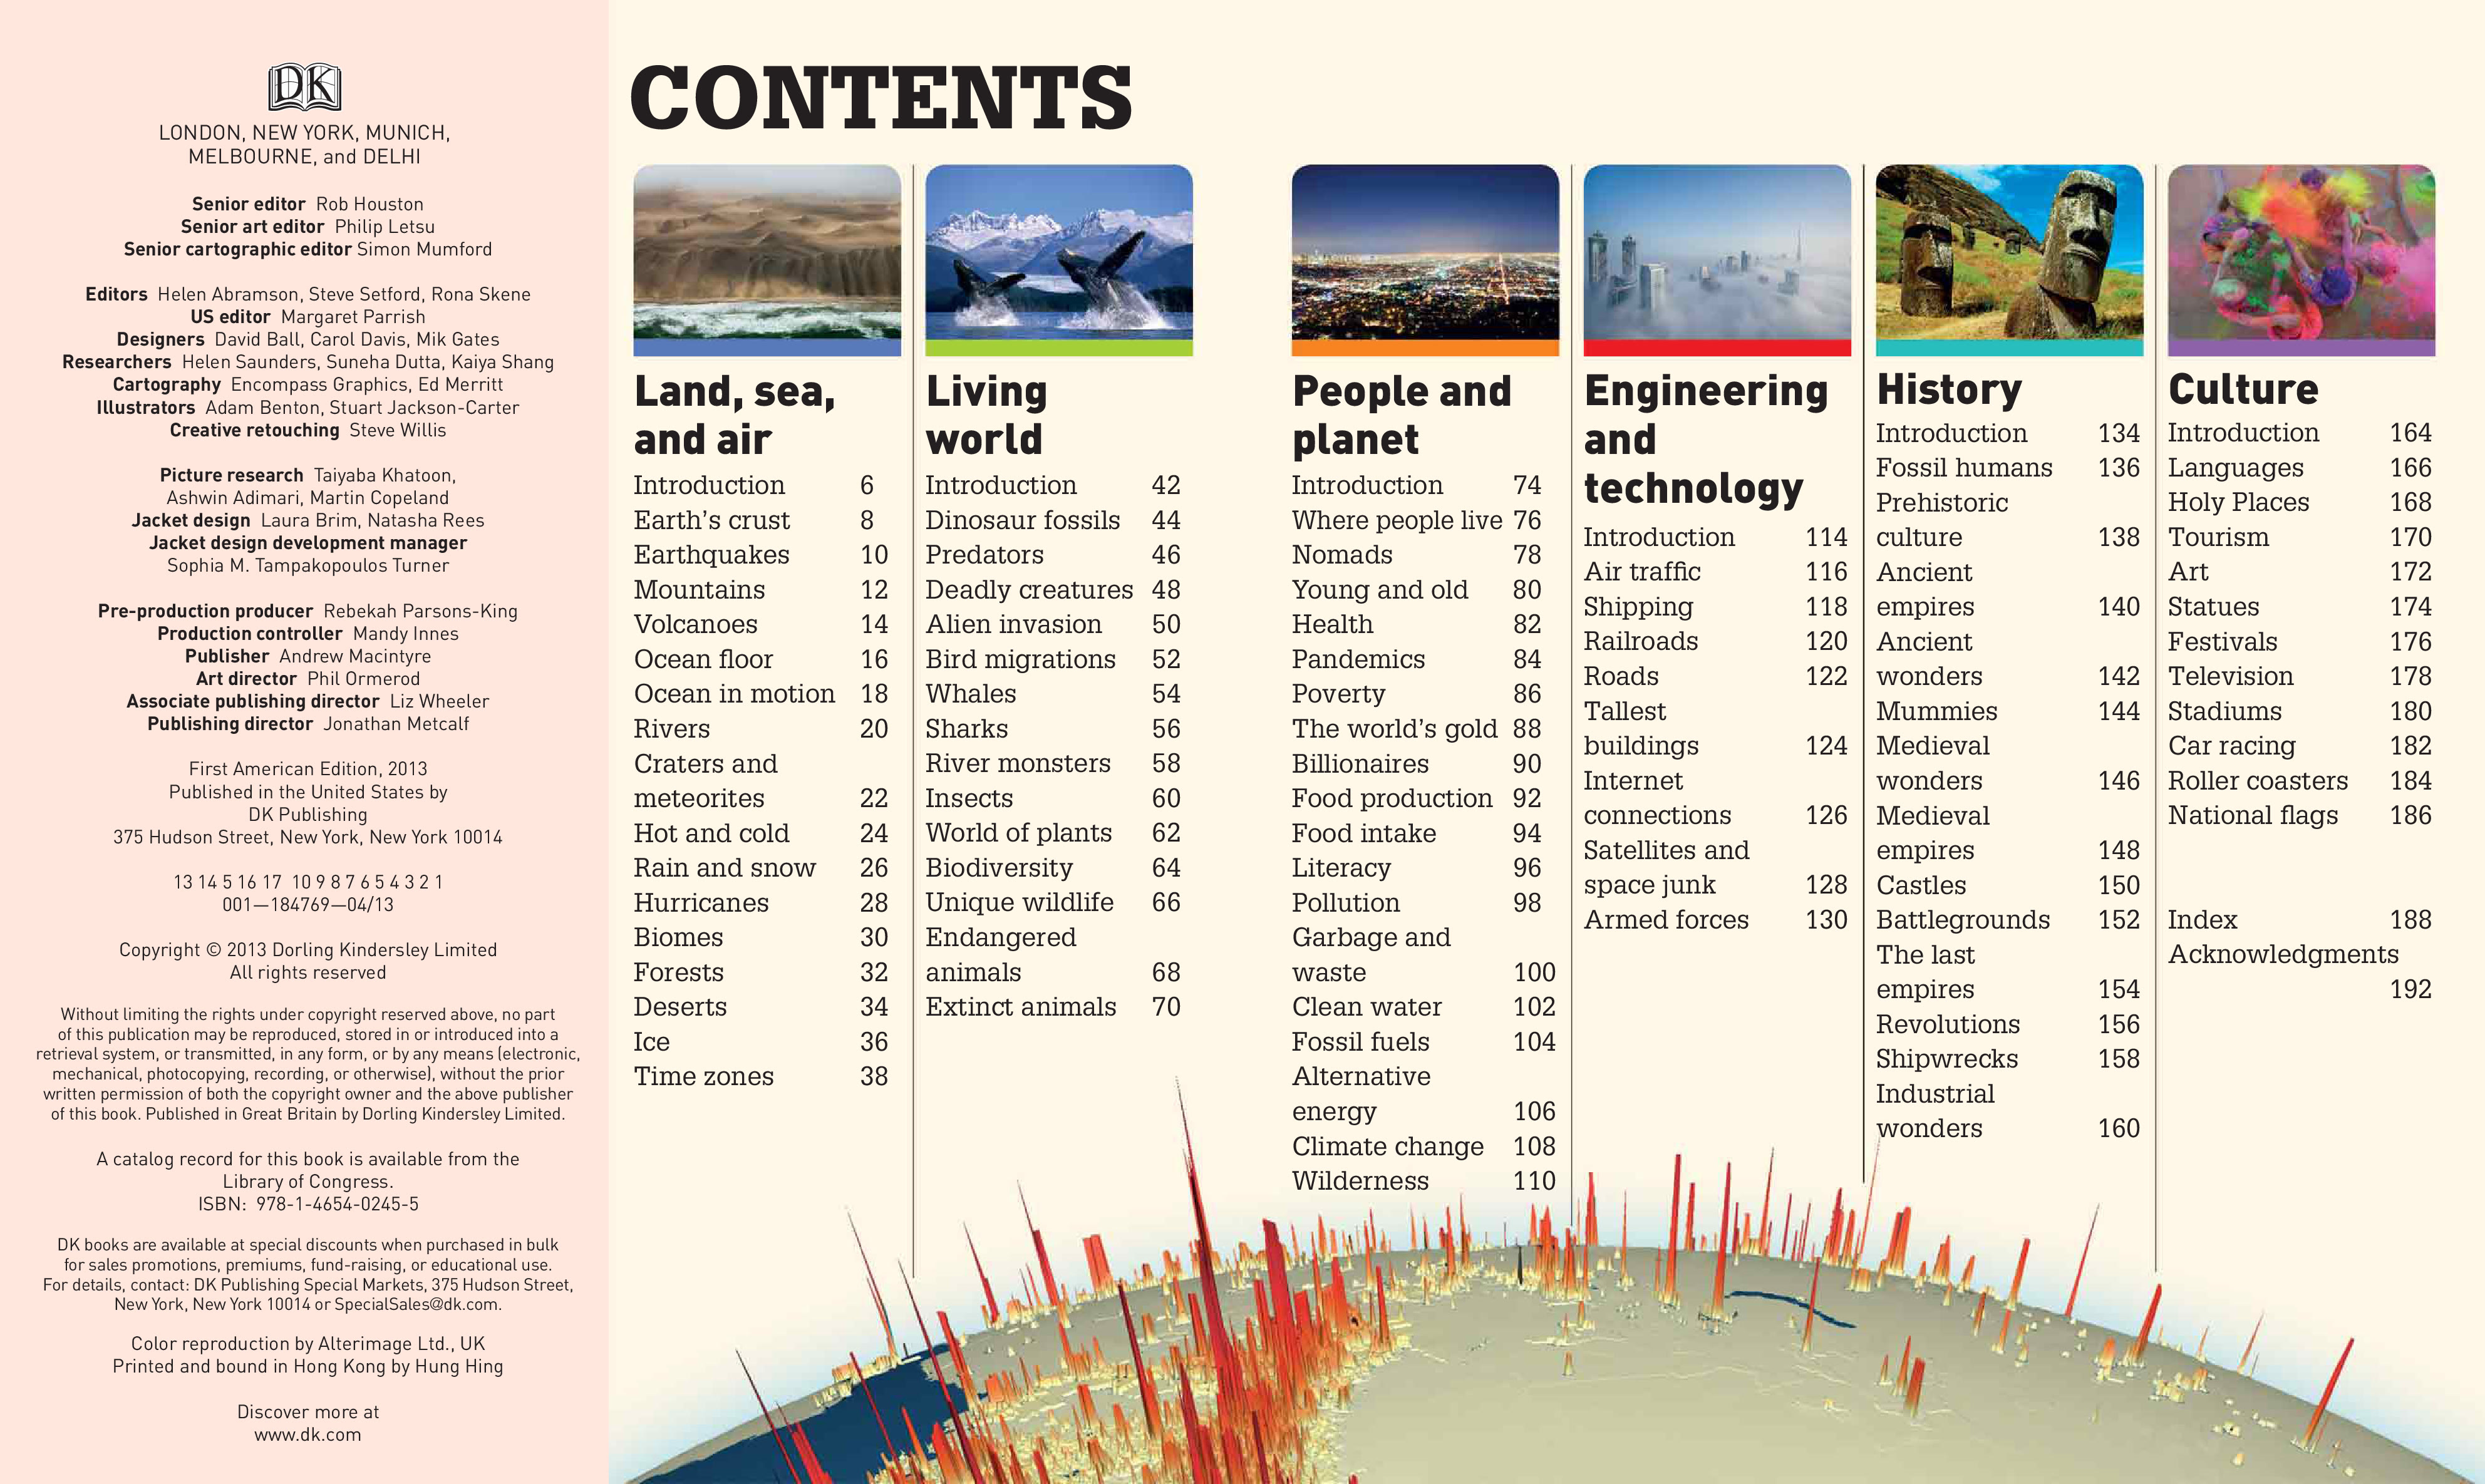 DK
LONDON, NEW YORK, MUNICH,
MELBOURNE, and DELHI
Senior editor Rob Houston
Senior art editor Philip Letsu
Senior cartographic editor Simon Mumford
Editors Helen Abramson, Steve Setford, Rona Skene
US editor Margaret Parrish
Designers David Ball, Carol Davis, Mik Gates
Researchers Helen Saunders, Suneha Dutta, Kaiya Shang
Cartography Encompass Graphics, Ed Merritt
Illustrators Adam Benton, Stuart Jackson-Carter
Creative retouching Steve Willis
Picture research Taiyaba Khatoon,
Ashwin Adimari, Martin Copeland
Jacket design Laura Brim, Natasha Rees
Jacket design development manager
Sophia M. Tampakopoulos Turner
Pre-production producer Rebekah Parsons-King
Production controller Mandy Innes
Publisher Andrew Macintyre
Art director Phil Ormerod
Associate publishing director Liz Wheeler
Publishing director Jonathan Metcalf
First American Edition, 2013
Published in the United States by
DK Publishing
375 Hudson Street, New York, New York 10014
13 14 5 16 17 10 9 8 7 6 5 4 3 2 1
001—184769—04/13
Copyright © 2013 Dorling Kindersley Limited
All rights reserved
Without limiting the rights under copyright reserved above, no part
of this publication may be reproduced, stored in or introduced into a
retrieval system, or transmitted, in any form, or by any means (electronic,
mechanical, photocopying, recording, or otherwise), without the prior
written permission of both the copyright owner and the above publisher
of this book. Published in Great Britain by Dorling Kindersley Limited.
A catalog record for this book is available from the
Library of Congress.
ISBN: 978-1-4654-0245-5
DK books are available at special discounts when purchased in bulk
for sales promotions, premiums, fund-raising, or educational use.
For details, contact: DK Publishing Special Markets, 375 Hudson Street,
New York, New York 10014 or SpecialSales@dk.com.
Color reproduction by Alterimage Ltd., UK
Printed and bound in Hong Kong by Hung Hing
Discover more at
www.dk.com
CONTENTS
Land, sea,
and air
Introduction 6
Earth's crust 8
Earthquakes 10
Mountains 12
Volcanoes 14
Ocean floor 16
Ocean in motion 18
Rivers 20
Craters and
meteorites 22
Hot and cold 24
Rain and snow 26
Hurricanes 28
Biomes 30
Forests 32
Deserts 34
Ice 36
Time zones 38
Living
world
Introduction 42
Dinosaur fossils 44
Predators 46
Deadly creatures 48
Alien invasion 50
Bird migrations 52
Whales 54
Sharks 56
River monsters 58
Insects 60
World of plants 62
Biodiversity 64
Unique wildlife 66
Endangered
animals 68
Extinct animals 70
People and
planet
Introduction 74
Where people live 76
Nomads 78
Young and old 80
Health 82
Pandemics 84
Poverty 86
The world's gold 88
Billionaires 90
Food production 92
Food intake 94
Literacy 96
Pollution 98
Garbage and
waste 100
Clean water 102
Fossil fuels 104
Alternative
energy 106
Climate change 108
Wilderness 110
Engineering
and
technology
Introduction 114
Air traffic 116
Shipping 118
Railroads 120
Roads 122
Tallest
buildings 124
Internet
connections 126
Satellites and
space junk 128
Armed forces 130
History
Introduction 134
Fossil humans 136
Prehistoric
culture 138
Ancient
empires 140
Ancient
wonders 142
Mummies 144
Medieval
wonders 146
Medieval
empires 148
Castles 150
Battlegrounds 152
The last
empires 154
Revolutions 156
Shipwrecks 158
Industrial
wonders 160
Culture
Introduction 164
Languages 166
Holy Places 168
Tourism 170
Art 172
Statues 174
Festivals 176
Television 178
Stadiums 180
Car racing 182
Roller coasters 184
National flags 186
Index 188
Acknowledgments
192